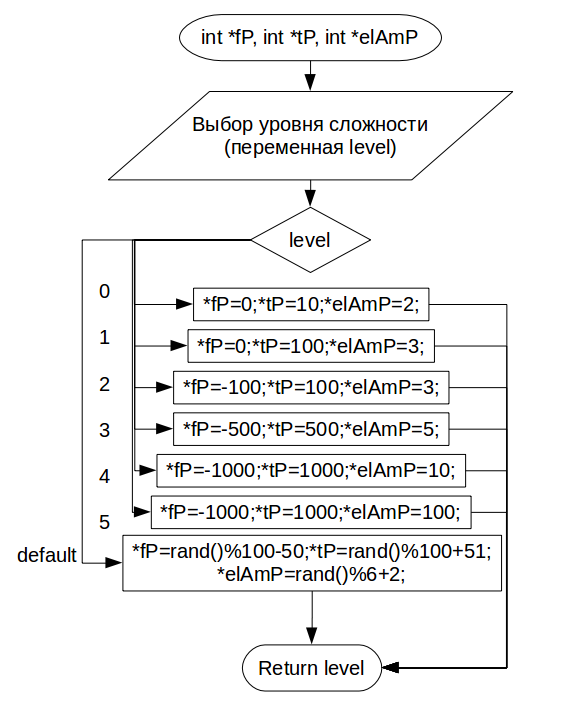 int *fP, int *tP, int *elAmP
Выбор уровня сложности
(переменная level)
level
0
*fP=0;*tP=10;*elAmP=2;
1
*fP=0;*tP=100;*elAmP=3;
2
*fP=-100;*tP=100;*elAmP=3;
3
*fP=-500;*tP=500;*elAmP=5;
4
*fP=-1000;*tP=1000;*elAmP=10;
5
*fP=-1000;*tP=1000;*elAmP=100;
default
*fP=rand()%100-50;*tP=rand()%100+51;
*elAmP=rand()%6+2;
Return level